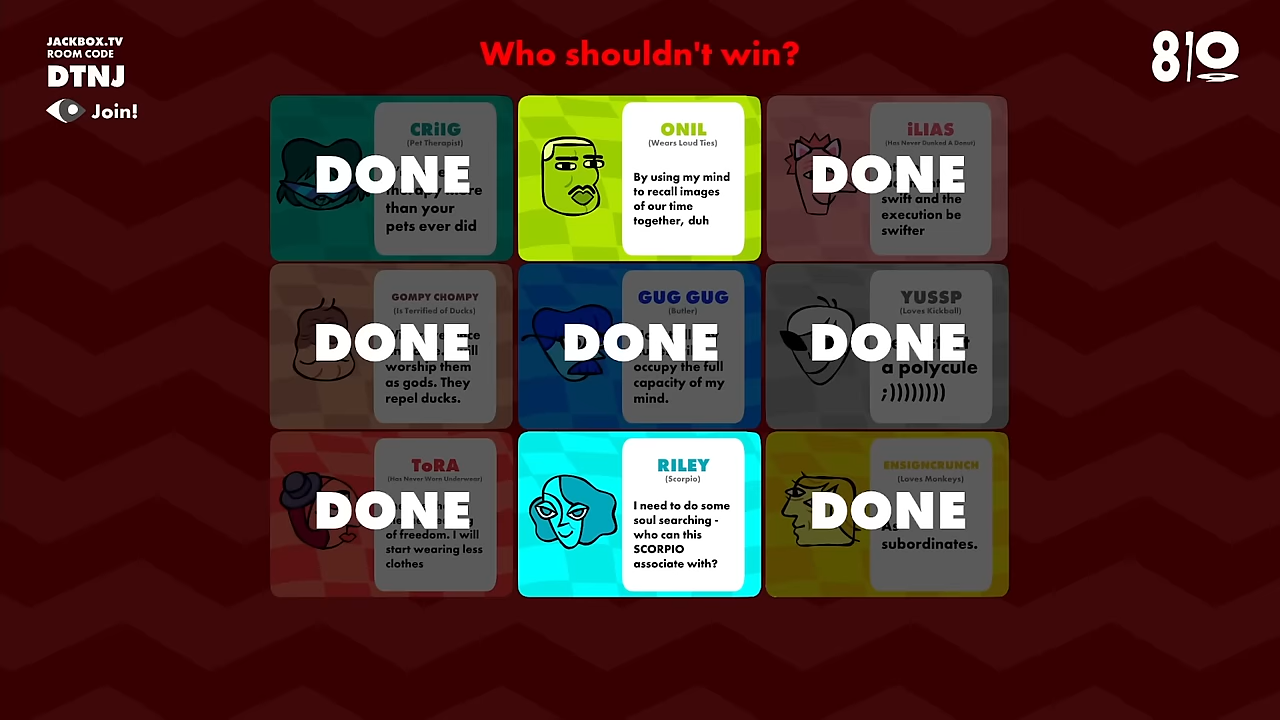 JACKBOX.TV
ROOM CODE
DTNJ
Join!
Who shouldn't win?
8/10
CRiIG
(Pet Therapist)
DONE
therapy more
than your
pets ever did
ONIL
(Wears Loud Ties)
By using my mind
to recall images
of our time
together, duh
iLIAS
(Has Never Dunked A Donut)
DONE
swift and the
execution be
swifter
GOMPY CHOMPY
(Is Terrified of Ducks)
DONE
worship them
as gods. They
repel ducks.
GUG GUG
(Butler)
DONE
occupy the full
capacity of my
mind.
YUSSP
(Loves Kickball)
DONE
a polycule
;))))))))
ToRA
(Has Never Worn Underwear)
DONE
of freedom. I will
start wearing less
clothes
RILEY
(Scorpio)
I need to do some
soul searching -
who can this
SCORPIO
associate with?
ENSIGNCRUNCH
(Loves Monkeys)
DONE
As
subordinates.